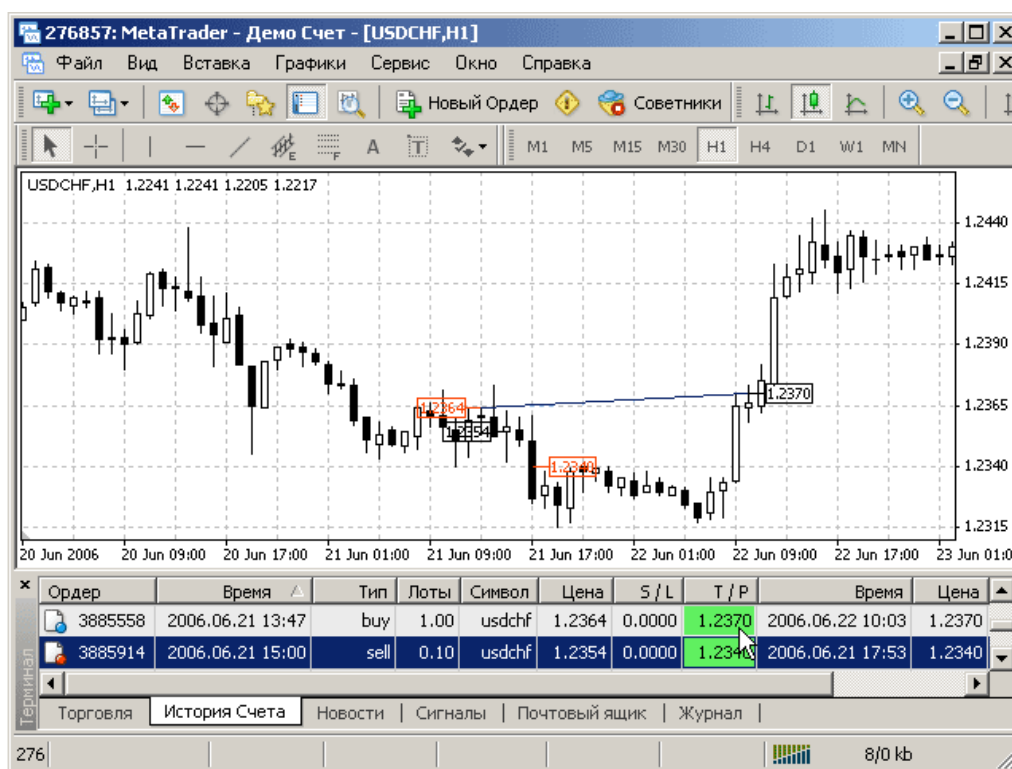 276857: MetaTrader - Демо Счет - [USDCHF,H1]
Файл Вид Вставка Графики Сервис Окно Справка
Новый Ордер Советники
E F A T M1 M5 M15 M30 H1 H4 D1 W1 MN
USDCHF,H1 1.2241 1.2241 1.2205 1.2217
1.2440
1.2415
1.2390
1.2370
1.2364
1.2365
1.2354
1.2340
1.2340
1.2315
20 Jun 2006 20 Jun 09:00 20 Jun 17:00 21 Jun 01:00 21 Jun 09:00 21 Jun 17:00 22 Jun 01:00 22 Jun 09:00 22 Jun 17:00 23 Jun 01:0
Ордер Время Тип Лоты Символ Цена S / L T / P Время Цена
3885558 2006.06.21 13:47 buy 1.00 usdchf 1.2364 0.0000 1.2370 2006.06.22 10:03 1.2370
3885914 2006.06.21 15:00 sell 0.10 usdchf 1.2354 0.0000 1.2340 2006.06.21 17:53 1.2340
Терминал
Торговля История Счета Новости Сигналы Почтовый ящик Журнал
276 8/0 kb